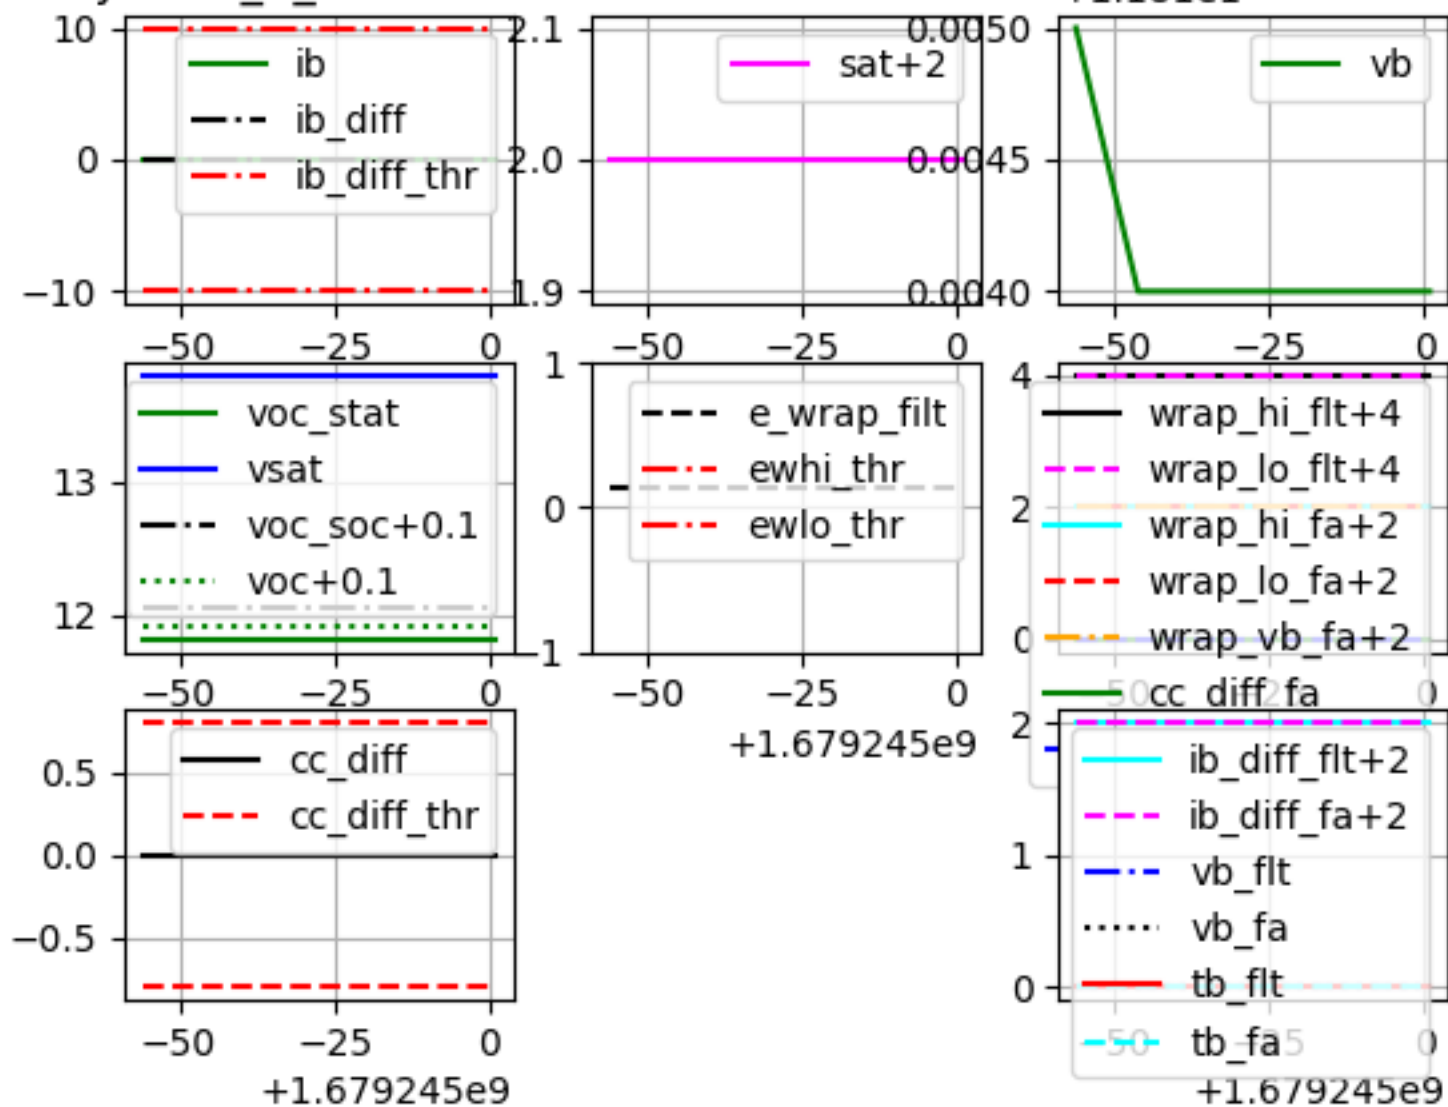 10
0
−10
ib
ib_diff
ib_diff_thr
−50 −25 0
2.1
2.0
1.9
sat+2
−50 −25 0
0.0050
0.0045
0.0040
vb
−50 −25 0
13
12
voc_stat
vsat
voc_soc+0.1
voc+0.1
−50 −25 0
1
0
−1
e_wrap_filt
ewhi_thr
ewlo_thr
−50 −25 0
+1.679245e9
4
2
0
wrap_hi_flt+4
wrap_lo_flt+4
wrap_hi_fa+2
wrap_lo_fa+2
wrap_vb_fa+2
cc_diff_fa
0.5
0.0
−0.5
cc_diff
cc_diff_thr
−50 −25 0
+1.679245e9
2
1
0
ib_diff_flt+2
ib_diff_fa+2
vb_flt
vb_fa
tb_flt
tb_fa
−50 −25 0
+1.679245e9